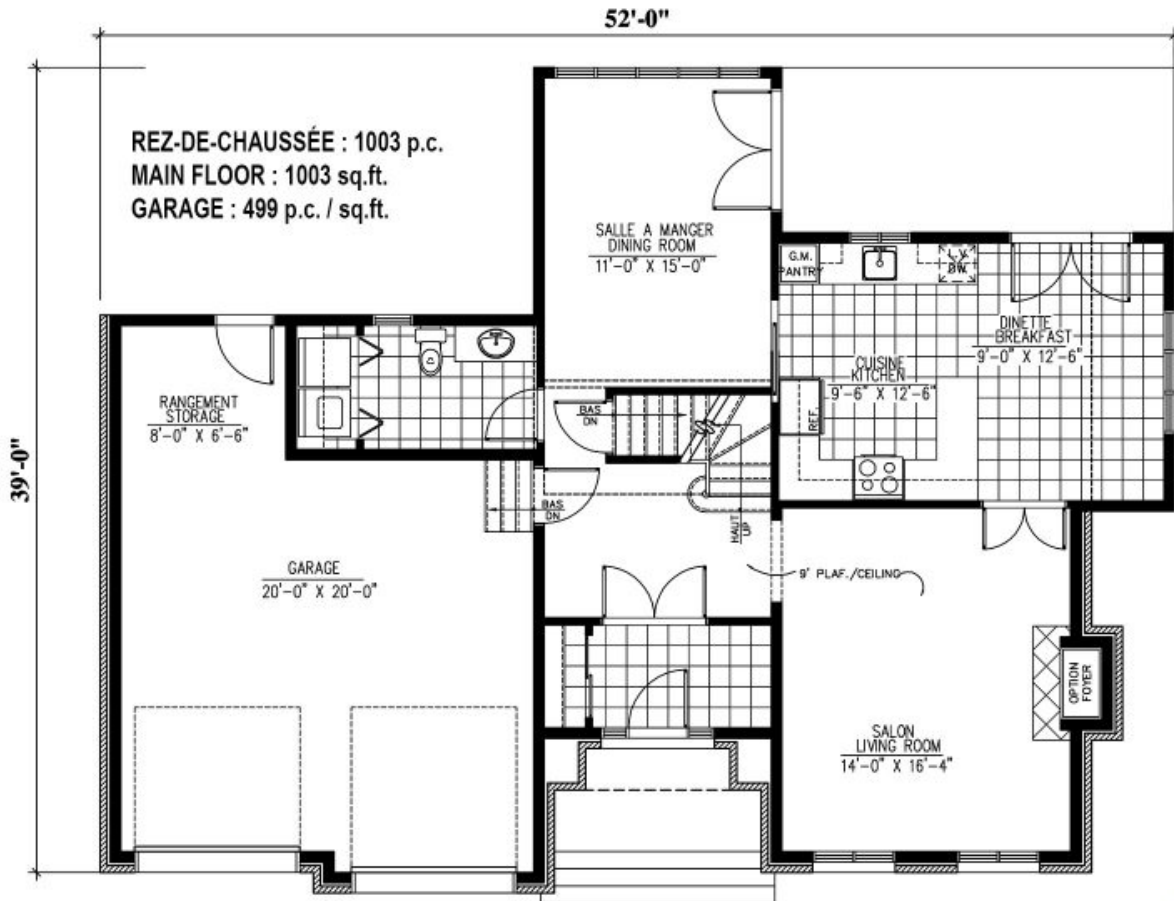 52'-0"
39'-0"
REZ-DE-CHAUSSÉE : 1003 p.c.
MAIN FLOOR : 1003 sq.ft.
GARAGE : 499 p.c. / sq.ft.
SALLE A MANGER
DINING ROOM
11'-0" X 15'-0"
G.M.
PANTRY
L-V
DW.
DINETTE
BREAKFAST
9'-0" X 12'-6"
CUISINE
KITCHEN
9'-6" X 12'-6"
REF.
RANGEMENT
STORAGE
8'-0" X 6'-6"
BAS
DN
BAS
DN
HAUT
UP
9' PLAF./CEILING
GARAGE
20'-0" X 20'-0"
OPTION
FOYER
SALON
LIVING ROOM
14'-0" X 16'-4"